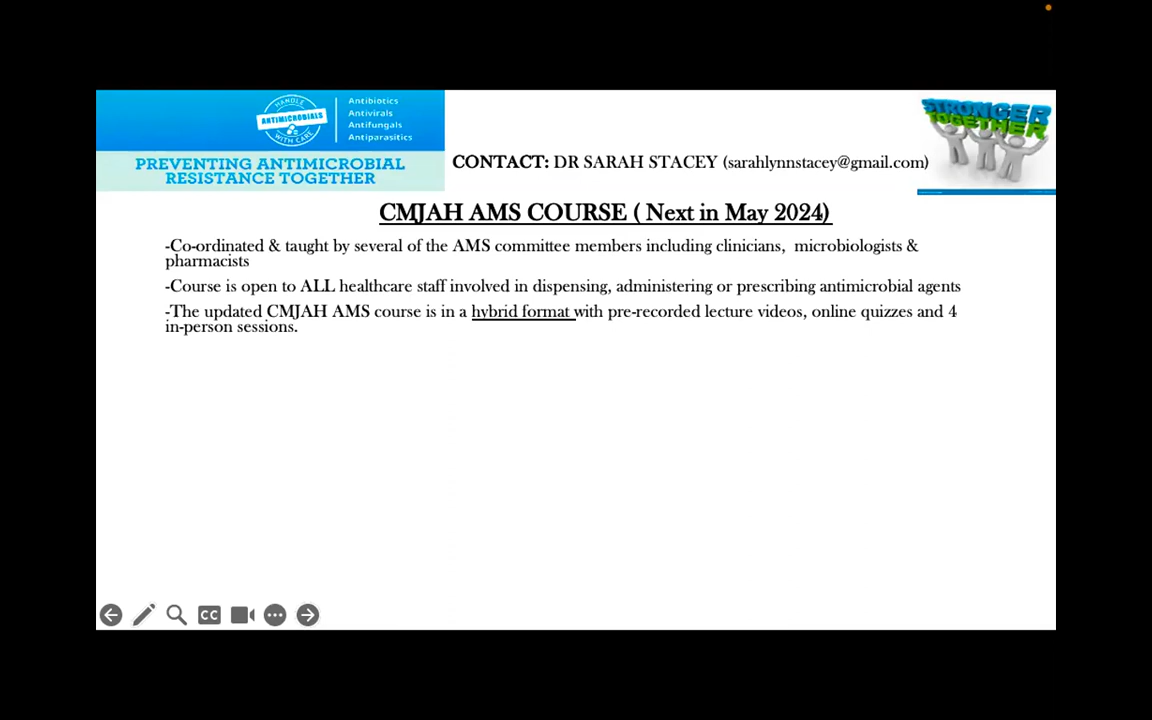 HANDLE
ANTIMICROBIALS
WITH CARE
Antibiotics
Antivirals
Antifungals
Antiparasitics
PREVENTING ANTIMICROBIAL
RESISTANCE TOGETHER
CONTACT: DR SARAH STACEY (sarahlynnstacey@gmail.com)
STRONGER
TOGETHER
CMJAH AMS COURSE ( Next in May 2024)
-Co-ordinated & taught by several of the AMS committee members including clinicians, microbiologists &
pharmacists
-Course is open to ALL healthcare staff involved in dispensing, administering or prescribing antimicrobial agents
-The updated CMJAH AMS course is in a hybrid format with pre-recorded lecture videos, online quizzes and 4
in-person sessions.
CC